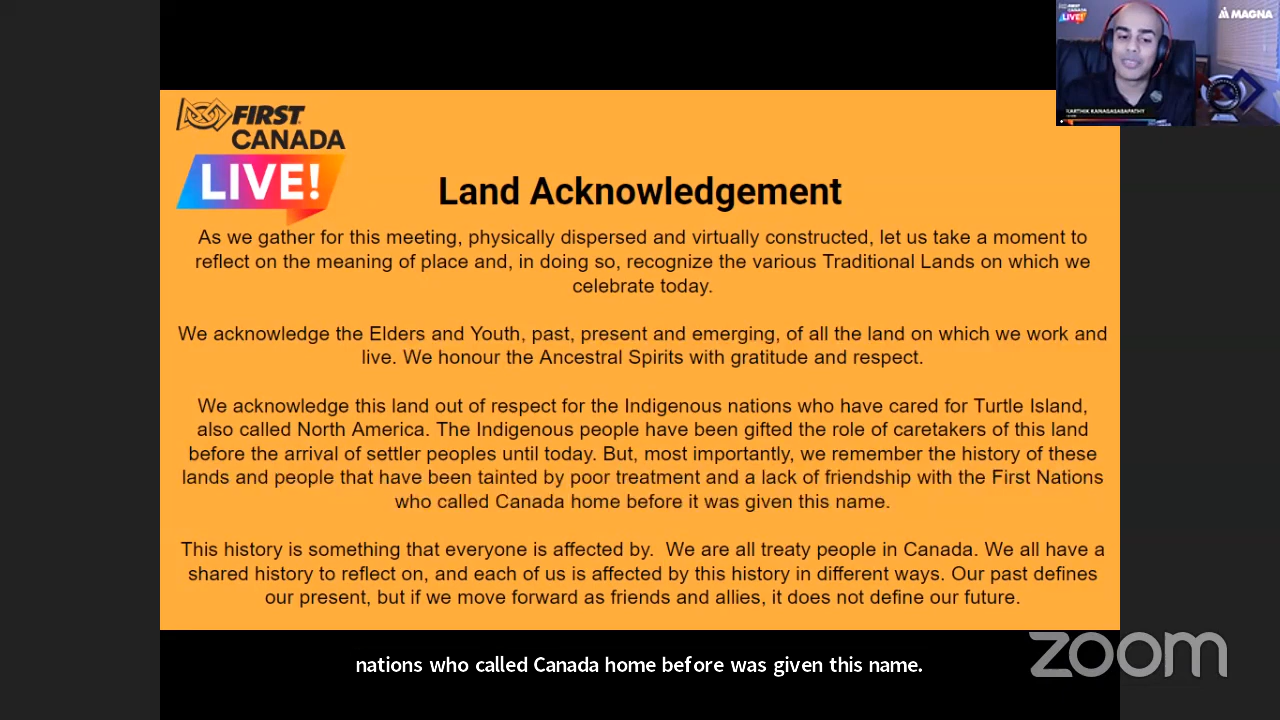 FIRST
CANADA
LIVE!
FIRST
CANADA
LIVE!
MAGNA
KARTHIK KANAGASABAPATHY
Land Acknowledgement
As we gather for this meeting, physically dispersed and virtually constructed, let us take a moment to
reflect on the meaning of place and, in doing so, recognize the various Traditional Lands on which we
celebrate today.
We acknowledge the Elders and Youth, past, present and emerging, of all the land on which we work and
live. We honour the Ancestral Spirits with gratitude and respect.
We acknowledge this land out of respect for the Indigenous nations who have cared for Turtle Island,
also called North America. The Indigenous people have been gifted the role of caretakers of this land
before the arrival of settler peoples until today. But, most importantly, we remember the history of these
lands and people that have been tainted by poor treatment and a lack of friendship with the First Nations
who called Canada home before it was given this name.
This history is something that everyone is affected by.  We are all treaty people in Canada. We all have a
shared history to reflect on, and each of us is affected by this history in different ways. Our past defines
our present, but if we move forward as friends and allies, it does not define our future.
nations who called Canada home before was given this name.
zoom